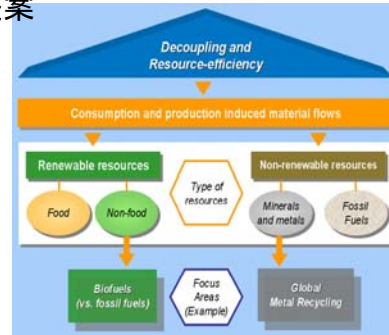 案
Decoupling and
Resource-efficiency
Consumption and production induced material flows
Renewable resources
Non-renewable resources
Type of
resources
Food
Non-food
Minerals
and metals
Fossil
Fuels
Biofuels
(vs. fossil fuels)
Focus
Areas
(Example)
Global
Metal Recycling